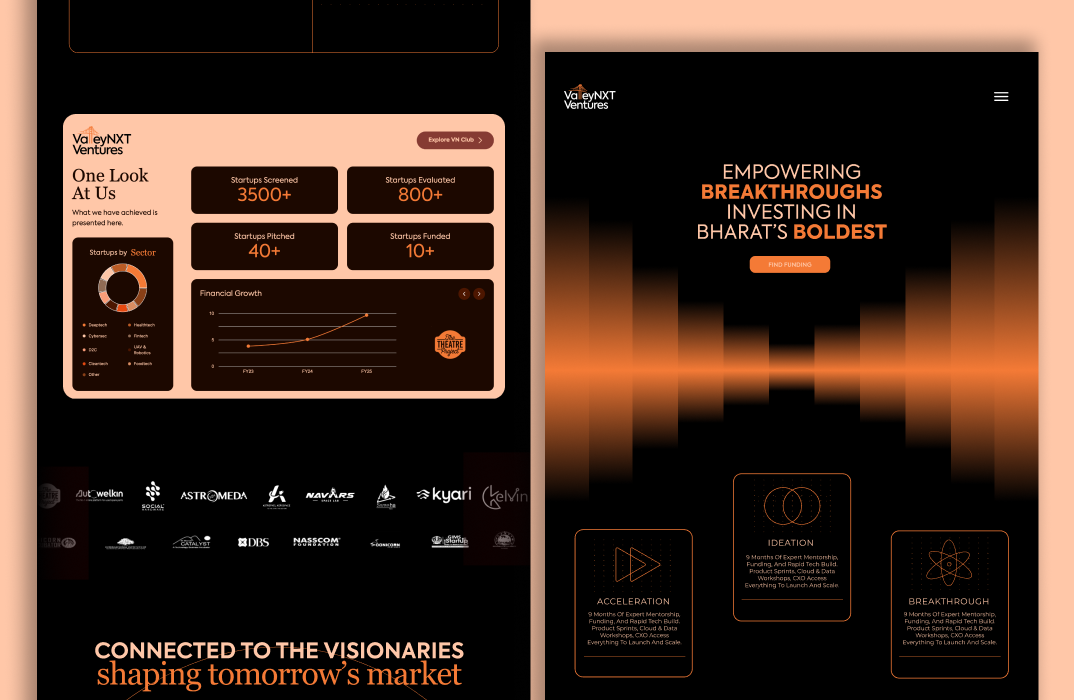 ValleyNXT
Ventures
Explore VN Club
One Look
At Us
What we have achieved is
presented here.
Startups by Sector
Deeptech
Healthtech
Cybersec
Fintech
D2C
UAV &
Robotics
Cleantech
Foodtech
Other
Startups Screened
3500+
Startups Evaluated
800+
Startups Pitched
40+
Startups Funded
10+
Financial Growth
10
5
0
FY23
FY24
FY25
The
THEATRE
Project
Autowelkin
SOCIAL
HARDWARE
ASTROMEDA
NAVARS
kyari
Kelvin
CATALYST
DBS
NASSCOM
FOUNDATION
CONNECTED TO THE VISIONARIES
shaping tomorrow's market
ValleyNXT
Ventures
EMPOWERING
BREAKTHROUGHS
INVESTING IN
BHARAT'S BOLDEST
FIND FUNDING
IDEATION
9 Months Of Expert Mentorship,
Funding, And Rapid Tech Build.
Product Sprints, Cloud & Data
Workshops, CXO Access
Everything To Launch And Scale
ACCELERATION
9 Months Of Expert Mentorship,
Funding, And Rapid Tech Build.
Product Sprints, Cloud & Data
Workshops, CXO Access
Everything To Launch And Scale.
BREAKTHROUGH
9 Months Of Expert Mentorship,
Funding, And Rapid Tech Build.
Product Sprints, Cloud & Data
Workshops, CXO Access
Everything To Launch And Scale.